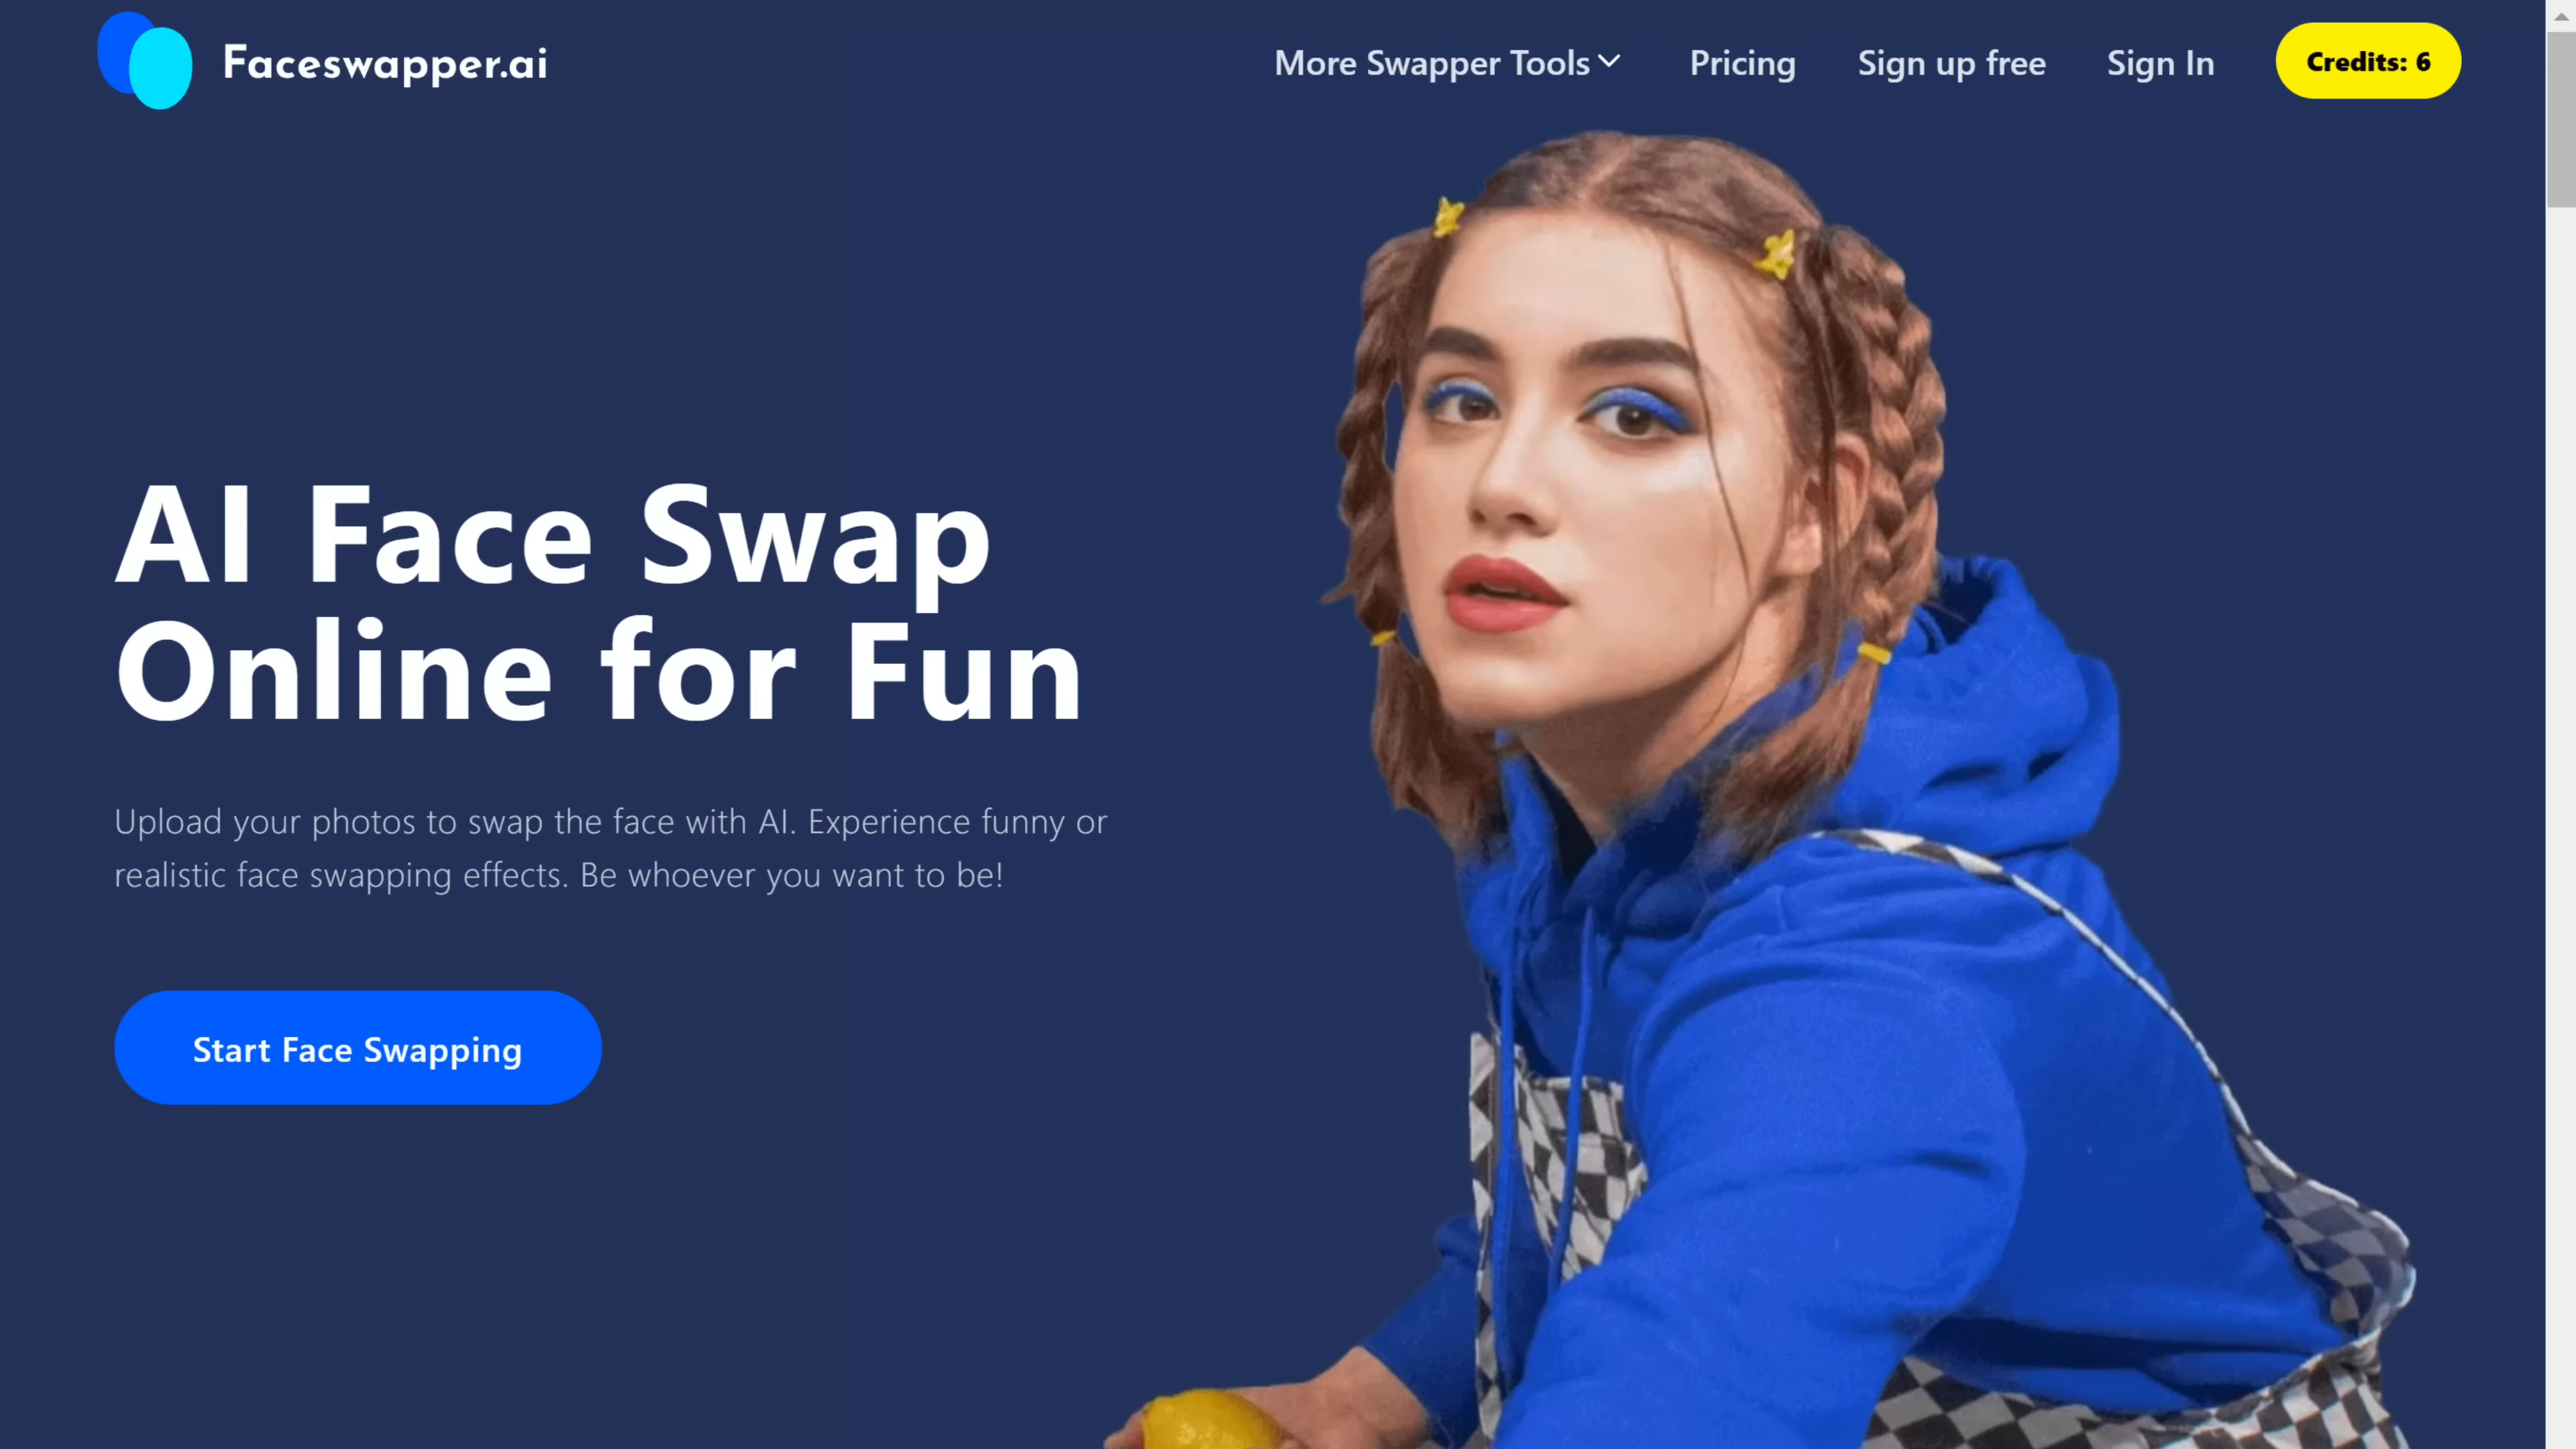 Faceswapper.ai
More Swapper Tools
Pricing
Sign up free
Sign In
Credits: 6
AI Face Swap
Online for Fun
Upload your photos to swap the face with AI. Experience funny or
realistic face swapping effects. Be whoever you want to be!
Start Face Swapping